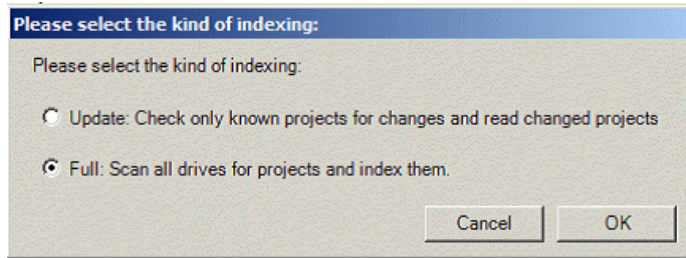 Please select the kind of indexing:
Please select the kind of indexing:
Update: Check only known projects for changes and read changed projects
Full: Scan all drives for projects and index them.
Cancel OK